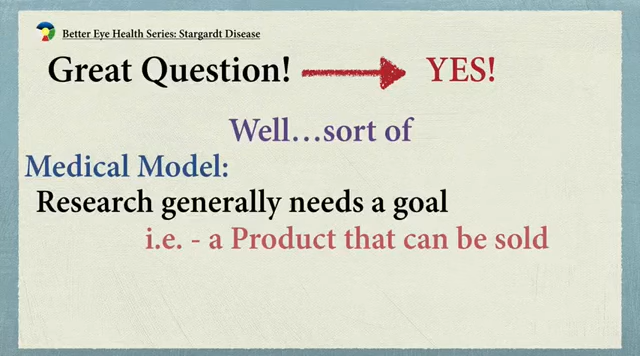 Better Eye Health Series: Stargardt Disease
Great Question! YES!
Well…sort of
Medical Model:
Research generally needs a goal
i.e. - a Product that can be sold